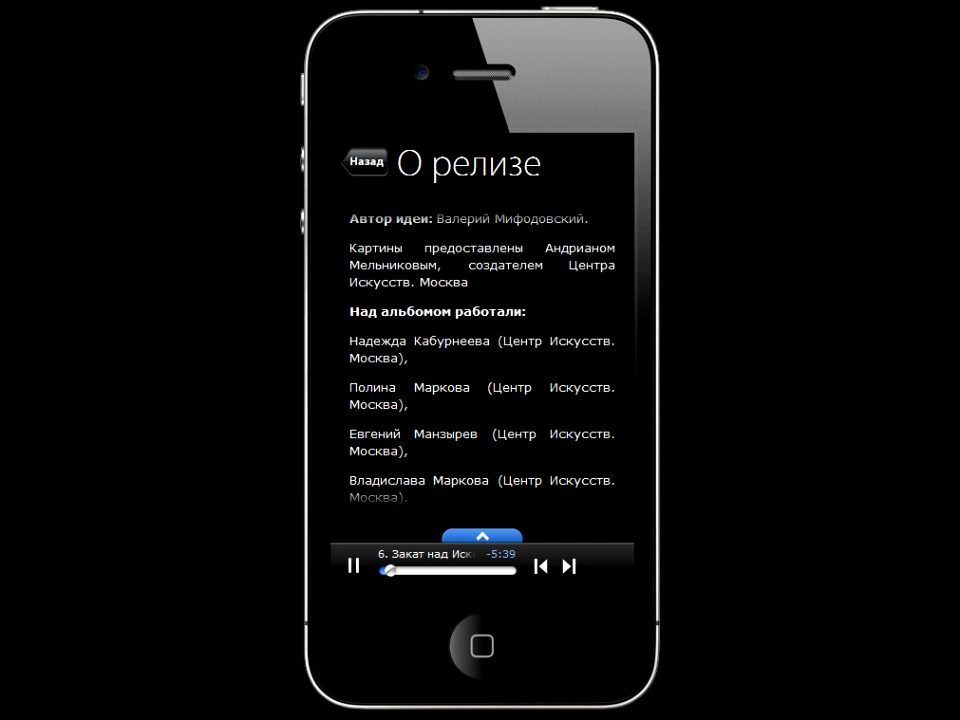 Назад
О релизе
Автор идеи: Валерий Мифодовский.
Картины предоставлены Андрианом
Мельниковым, создателем Центра
Искусств. Москва
Над альбомом работали:
Надежда Кабурнеева (Центр Искусств.
Москва),
Полина Маркова (Центр Искусств.
Москва),
Евгений Манзырев (Центр Искусств.
Москва),
Владислава Маркова (Центр Искусств.
Москва).
6. Закат над Иск -5:39